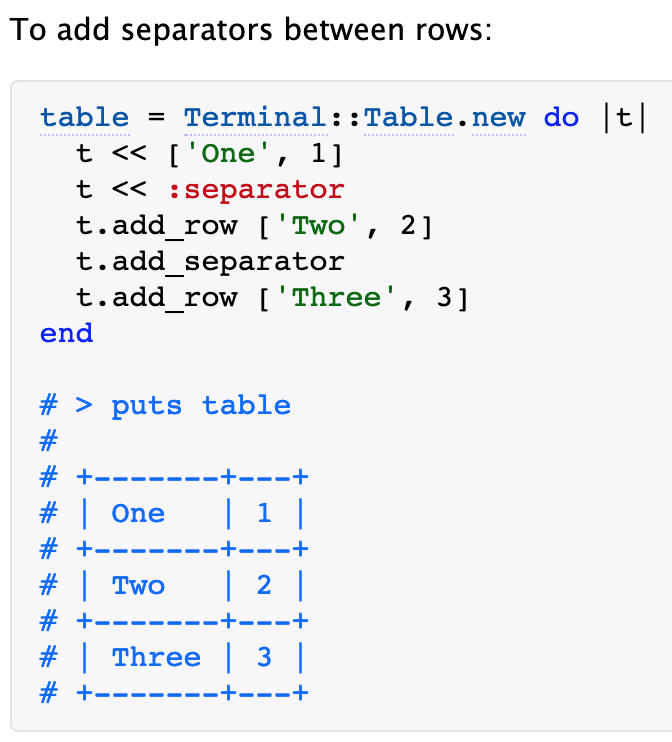 To add separators between rows:
table = Terminal::Table.new do |t|
  t << ['One', 1]
  t << :separator
  t.add_row ['Two', 2]
  t.add_separator
  t.add_row ['Three', 3]
end
# > puts table
#
# +-------+---+
# | One   | 1 |
# +-------+---+
# | Two   | 2 |
# +-------+---+
# | Three | 3 |
# +-------+---+